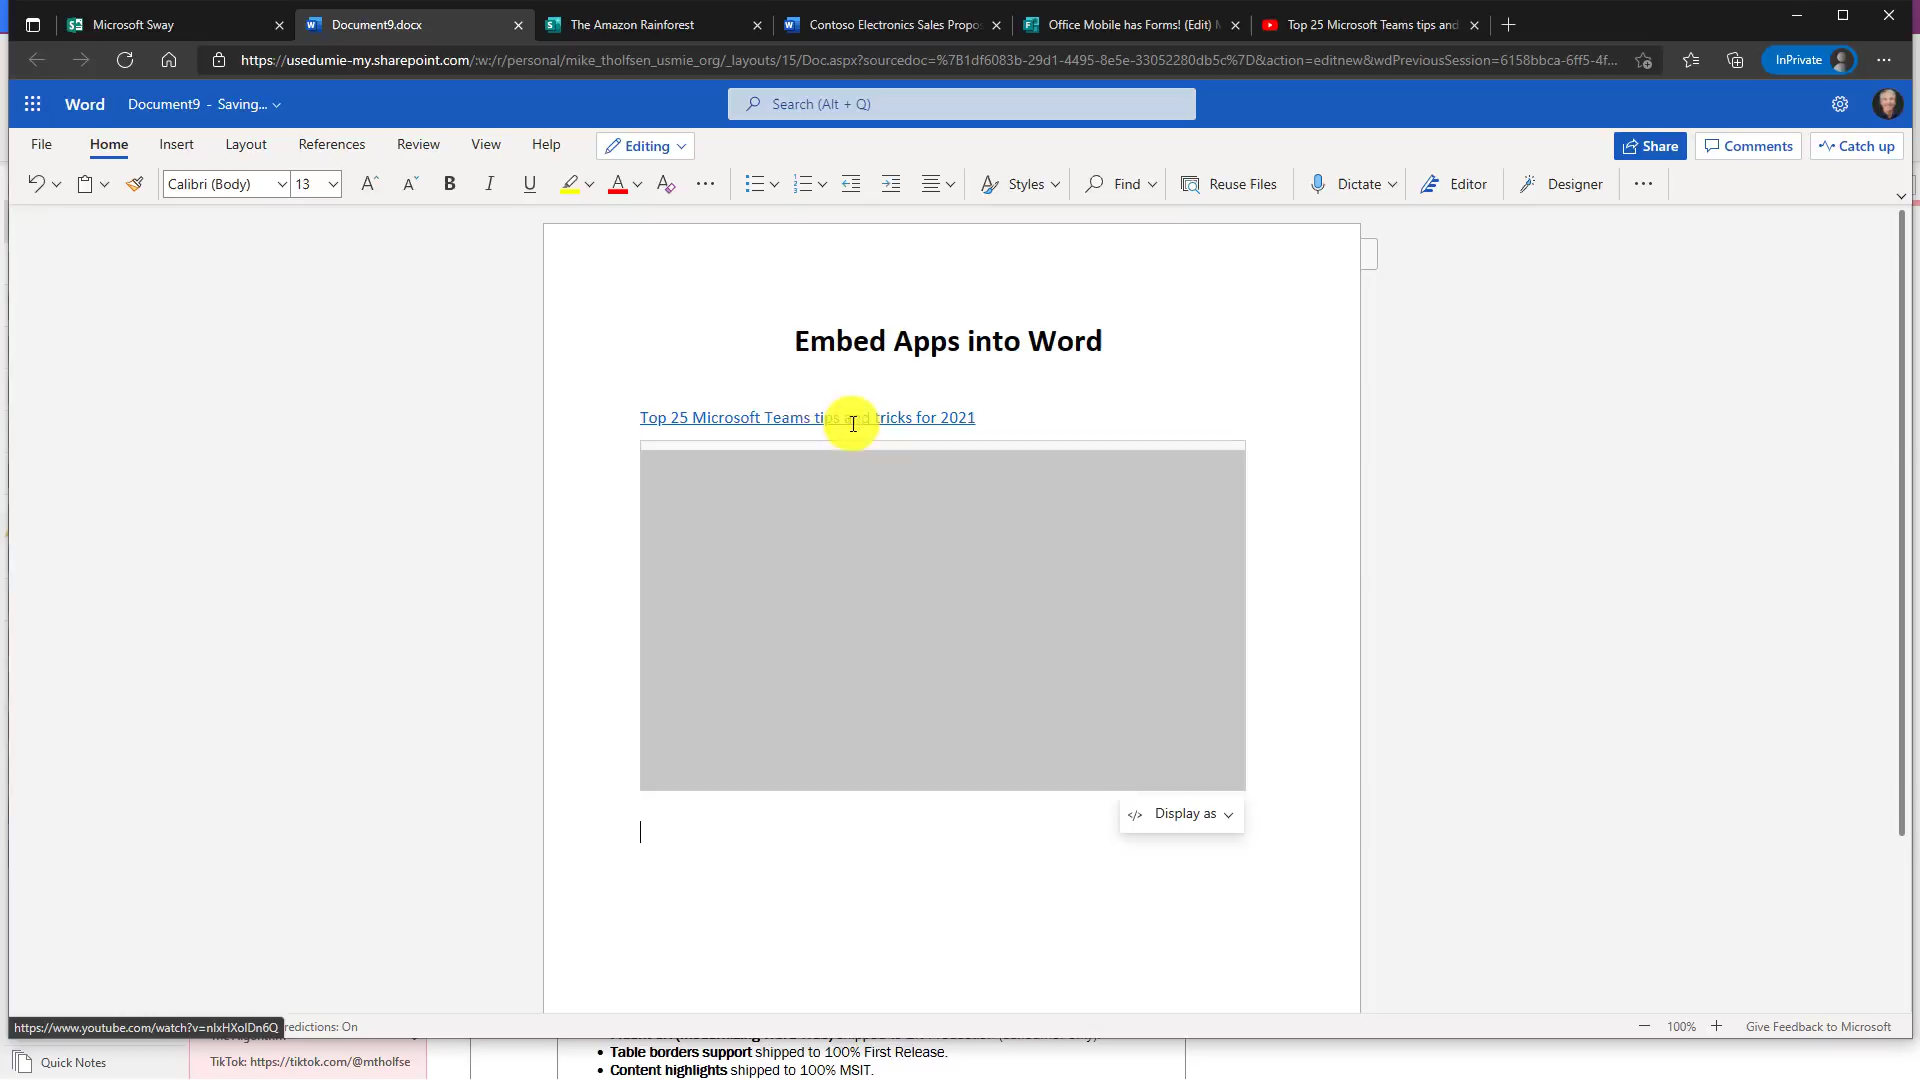 Microsoft Sway
Document9.docx
The Amazon Rainforest
Contoso Electronics Sales Propos
Office Mobile has Forms! (Edit)
Top 25 Microsoft Teams tips and
https://usedumie-my.sharepoint.com/:w:/r/personal/mike_tholfsen_usmie_org/_layouts/15/Doc.aspx?sourcedoc=%7B1df6083b-29d1-4495-8e5e-33052280db5c%7D&action=editnew&wdPreviousSession=6158bbca-6ff5-4f...
InPrivate
Word
Document9 - Saving...
Search (Alt + Q)
File
Home
Insert
Layout
References
Review
View
Help
Editing
Share
Comments
Catch up
Calibri (Body)
13
Styles
Find
Reuse Files
Dictate
Editor
Designer
Embed Apps into Word
Top 25 Microsoft Teams tips and tricks for 2021
</> Display as
https://www.youtube.com/watch?v=nlxHXolDn6Q
redictions: On
100%
Give Feedback to Microsoft
Quick Notes
TikTok: https://tiktok.com/@mtholfse
Table borders support shipped to 100% First Release.
Content highlights shipped to 100% MSIT.